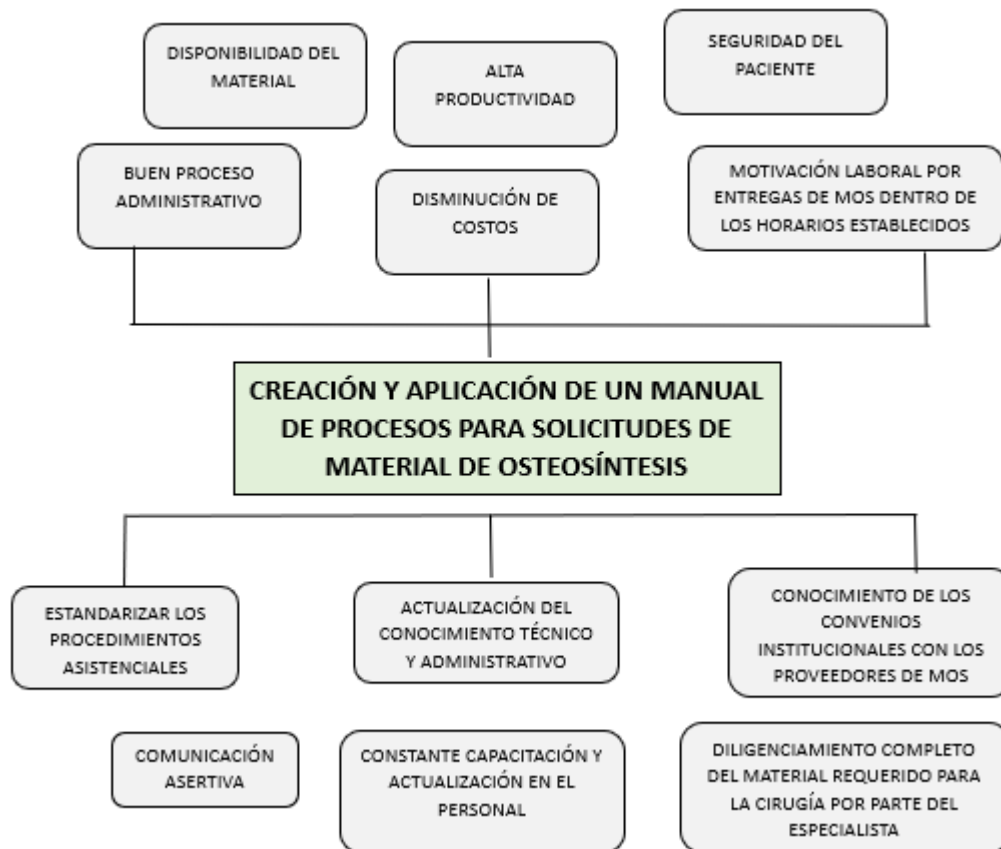 DISPONIBILIDAD DEL
MATERIAL
ALTA
PRODUCTIVIDAD
SEGURIDAD DEL
PACIENTE
BUEN PROCESO
ADMINISTRATIVO
DISMINUCIÓN DE
COSTOS
MOTIVACIÓN LABORAL POR
ENTREGAS DE MOS DENTRO DE
LOS HORARIOS ESTABLECIDOS
CREACIÓN Y APLICACIÓN DE UN MANUAL
DE PROCESOS PARA SOLICITUDES DE
MATERIAL DE OSTEOSÍNTESIS
ESTANDARIZAR LOS
PROCEDIMIENTOS
ASISTENCIALES
ACTUALIZACIÓN DEL
CONOCIMIENTO TÉCNICO
Y ADMINISTRATIVO
CONOCIMIENTO DE LOS
CONVENIOS
INSTITUCIONALES CON LOS
PROVEEDORES DE MOS
COMUNICACIÓN
ASERTIVA
CONSTANTE CAPACITACIÓN Y
ACTUALIZACIÓN EN EL
PERSONAL
DILIGENCIAMIENTO COMPLETO
DEL MATERIAL REQUERIDO PARA
LA CIRUGÍA POR PARTE DEL
ESPECIALISTA